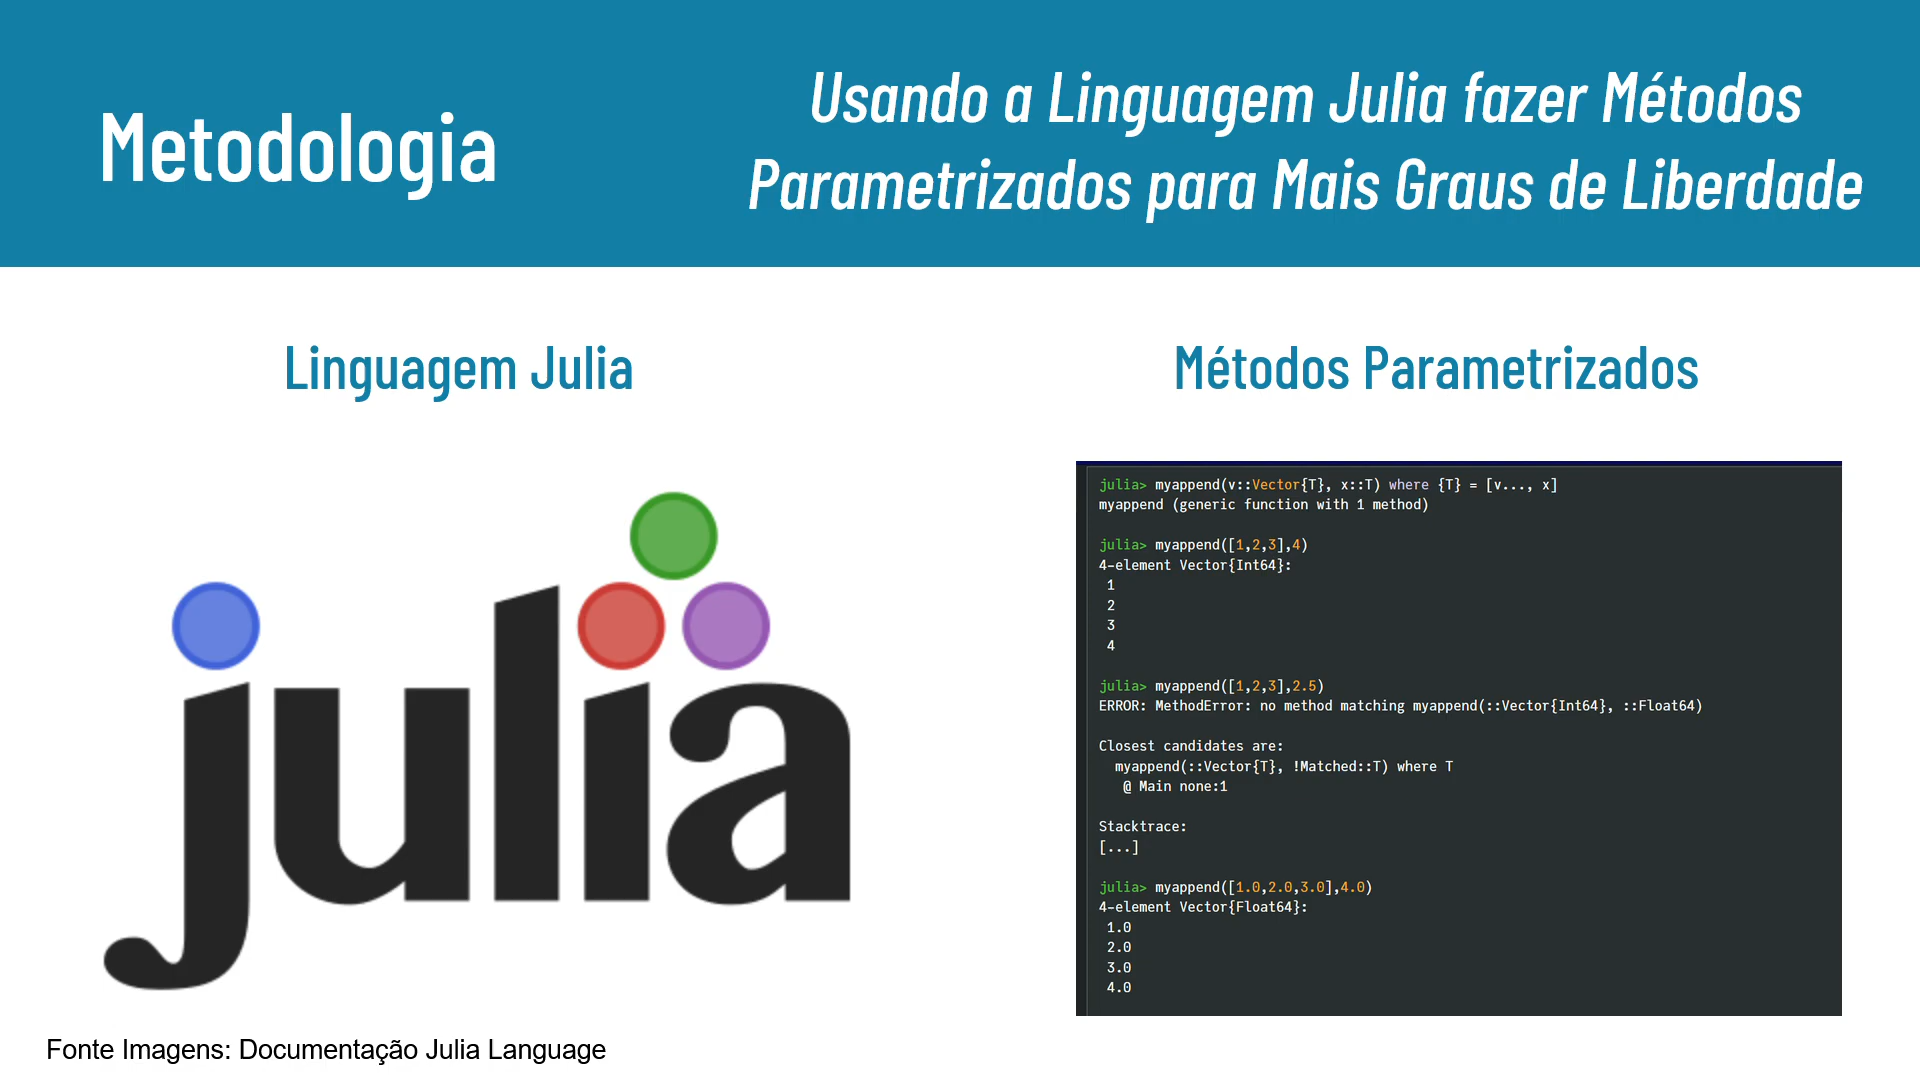 Metodologia
Usando a Linguagem Julia fazer Métodos
Parametrizados para Mais Graus de Liberdade
Linguagem Julia
julia
Métodos Parametrizados
julia> myappend(v::Vector{T}, x::T) where {T} = [v..., x]
myappend (generic function with 1 method)
julia> myappend([1,2,3],4)
4-element Vector{Int64}:
1
2
3
4
julia> myappend([1,2,3],2.5)
ERROR: MethodError: no method matching myappend(::Vector{Int64}, ::Float64)
Closest candidates are:
myappend(::Vector{T}, !Matched::T) where T
@ Main none:1
Stacktrace:
[...]
julia> myappend([1.0,2.0,3.0],4.0)
4-element Vector{Float64}:
1.0
2.0
3.0
4.0
Fonte Imagens: Documentação Julia Language